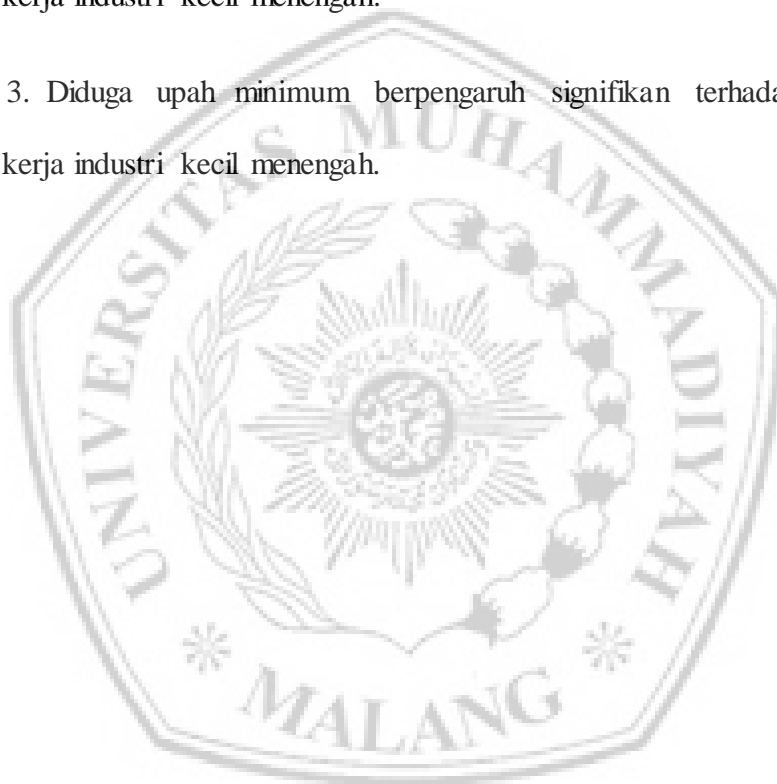 kerja industri kecil menengah.
3. Diduga upah minimum berpengaruh signifikan terhada
kerja industri kecil menengah.
UNIVERSITAS MUHAMMADIYAH
* MALANG *